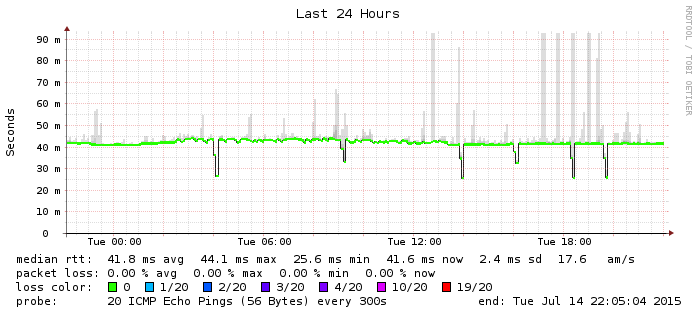 Last 24 Hours
RRDTOOL / TOBI OETIKER
Seconds
90 m
80 m
70 m
60 m
50 m
40 m
30 m
20 m
10 m
0
Tue 00:00 Tue 06:00 Tue 12:00 Tue 18:00
median rtt: 41.8 ms avg 44.1 ms max 25.6 ms min 41.6 ms now 2.4 ms sd 17.6 am/s
packet loss: 0.00 % avg 0.00 % max 0.00 % min 0.00 % now
loss color: 0 1/20 2/20 3/20 4/20 10/20 19/20
probe: 20 ICMP Echo Pings (56 Bytes) every 300s end: Tue Jul 14 22:05:04 2015